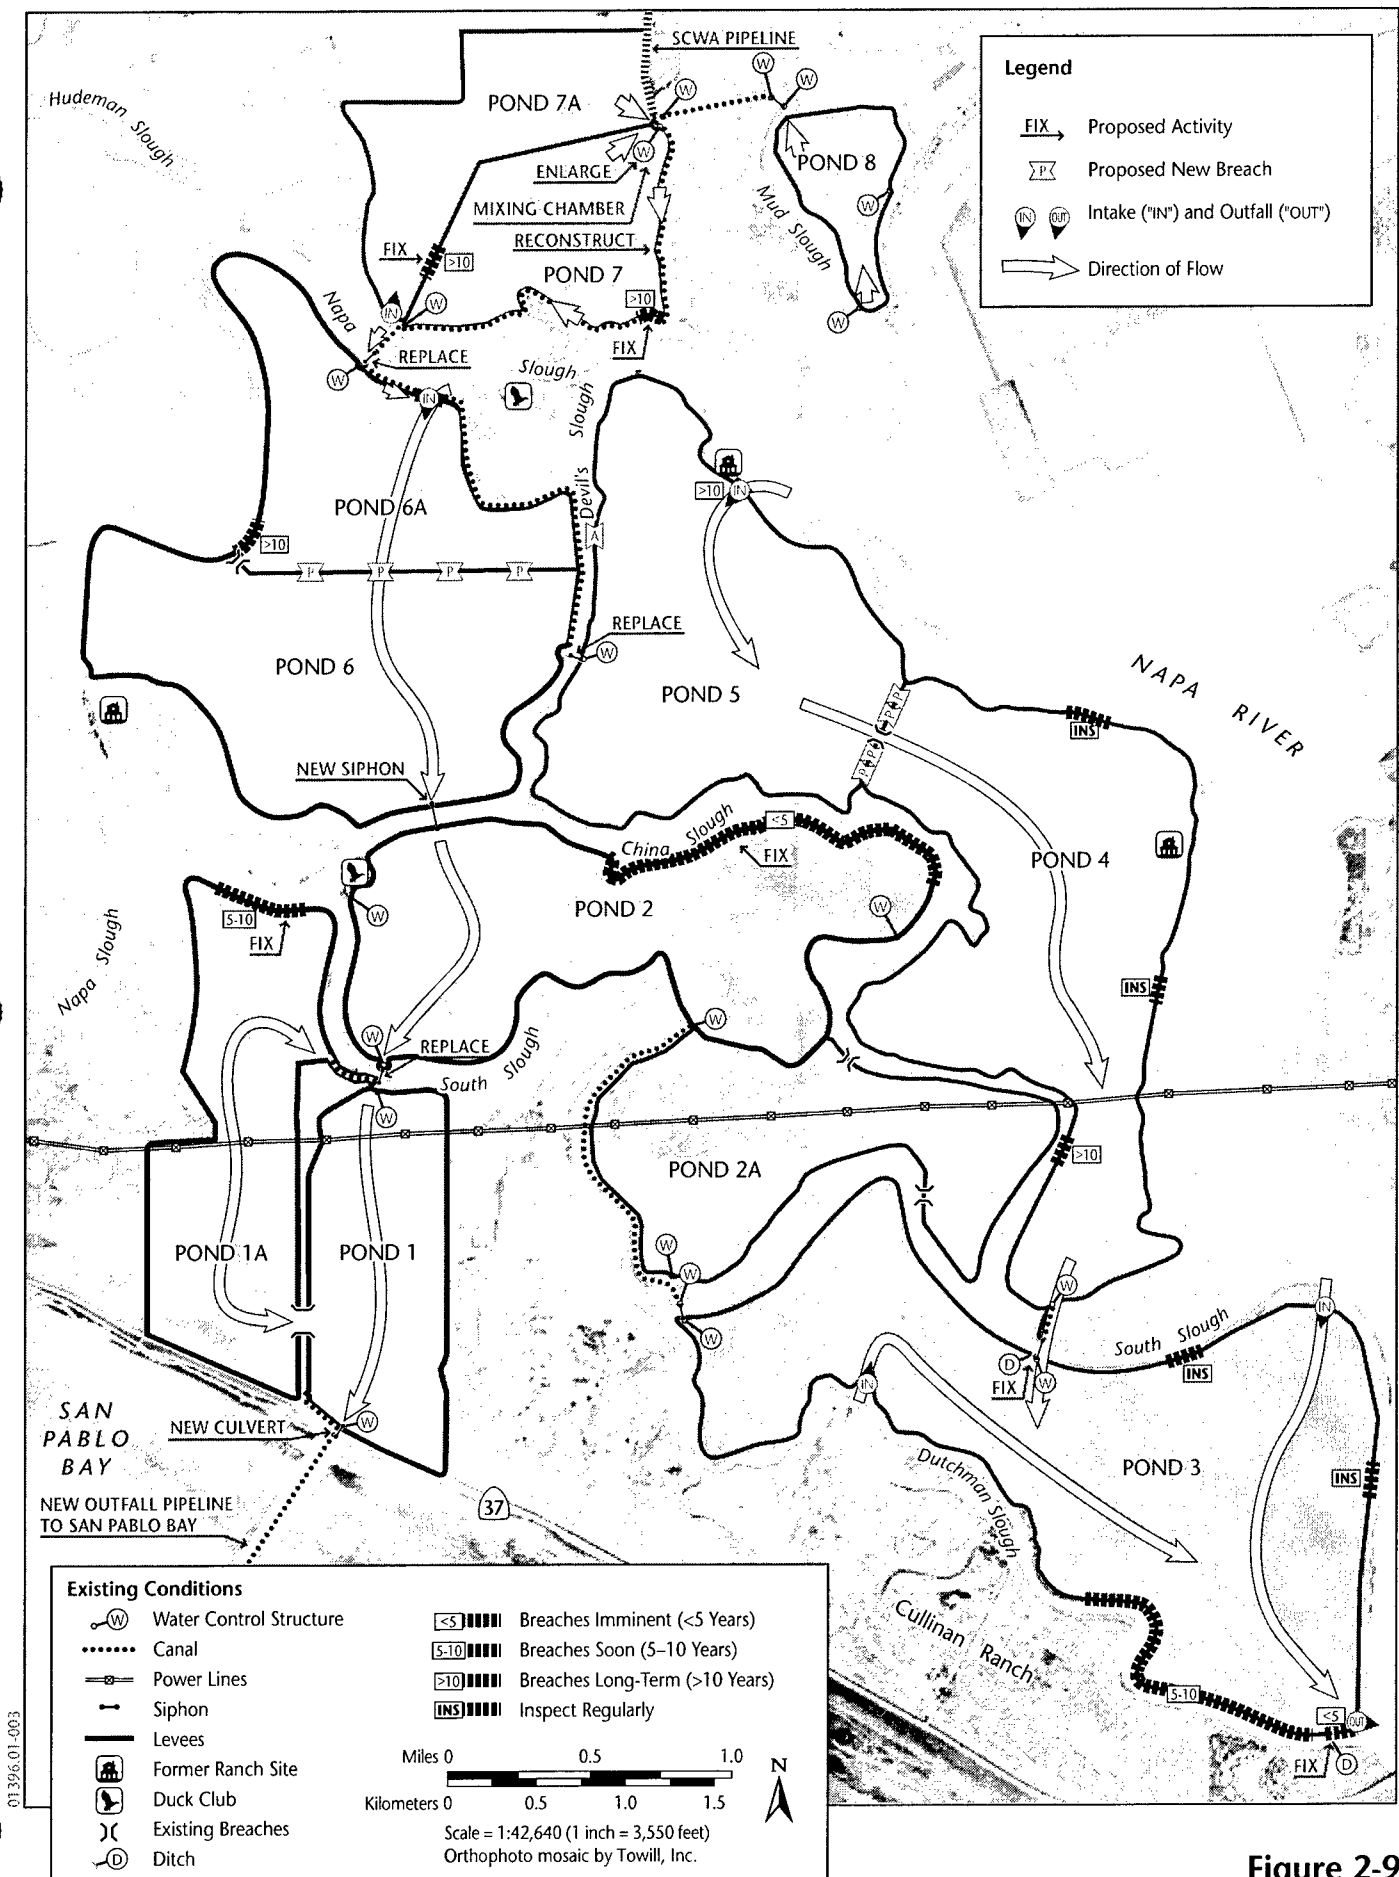 SCWA PIPELINE
W
W
W
Hudeman Slough
POND 7A
W
ENLARGE
MIXING CHAMBER
RECONSTRUCT
FIX
>10
POND 7
>10
FIX
POND 8
W
Mud Slough
W
Legend
FIX Proposed Activity
P Proposed New Breach
IN OUT Intake ("IN") and Outfall ("OUT")
Direction of Flow
Napa
IN
W
REPLACE
W
IN
Slough
Devil's Slough
A
>10
IN
POND 6A
>10
P P P P
REPLACE
W
POND 6
POND 5
P P
P P
NAPA RIVER
INS
NEW SIPHON
China Slough
<5
FIX
POND 4
POND 2
W
W
5-10
FIX
Napa Slough
INS
W
REPLACE
South Slough
W
W
POND 2A
>10
POND 1A
POND 1
W
W
W
W
D
FIX
W
IN
South Slough
INS
IN
SAN
PABLO
BAY
NEW CULVERT
W
NEW OUTFALL PIPELINE
TO SAN PABLO BAY
37
Dutchman Slough
POND 3
INS
Cullinan Ranch
5-10
<5
OUT
FIX
D
Existing Conditions
W Water Control Structure
Canal
Power Lines
Siphon
Levees
Former Ranch Site
Duck Club
Existing Breaches
D Ditch
<5 Breaches Imminent (<5 Years)
5-10 Breaches Soon (5–10 Years)
>10 Breaches Long-Term (>10 Years)
INS Inspect Regularly
Miles 0 0.5 1.0
Kilometers 0 0.5 1.0 1.5
N
Scale = 1:42,640 (1 inch = 3,550 feet)
Orthophoto mosaic by Towill, Inc.
01396.01-003
Figure 2-9